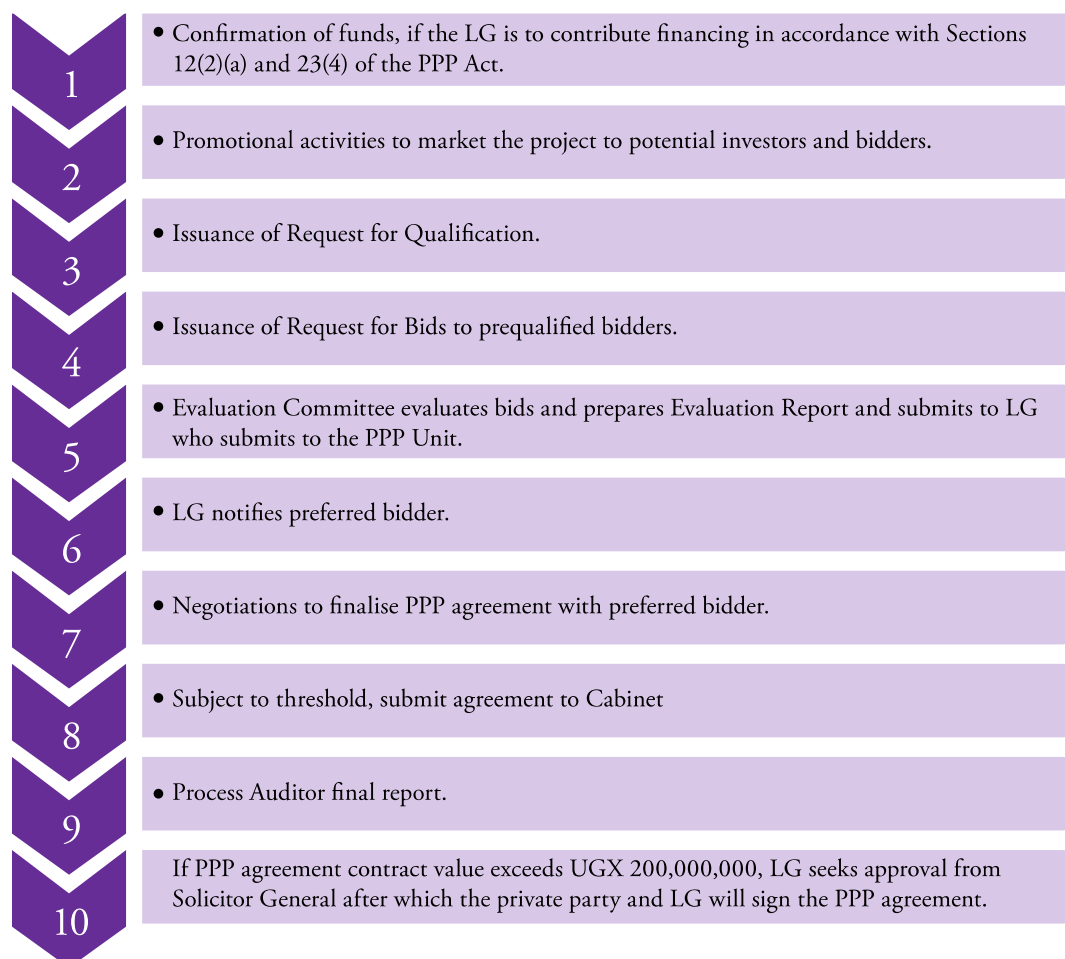 1
• Confirmation of funds, if the LG is to contribute financing in accordance with Sections
12(2)(a) and 23(4) of the PPP Act.
2
• Promotional activities to market the project to potential investors and bidders.
3
• Issuance of Request for Qualification.
4
• Issuance of Request for Bids to prequalified bidders.
5
• Evaluation Committee evaluates bids and prepares Evaluation Report and submits to LG
who submits to the PPP Unit.
6
• LG notifies preferred bidder.
7
• Negotiations to finalise PPP agreement with preferred bidder.
8
• Subject to threshold, submit agreement to Cabinet
9
• Process Auditor final report.
10
If PPP agreement contract value exceeds UGX 200,000,000, LG seeks approval from
Solicitor General after which the private party and LG will sign the PPP agreement.